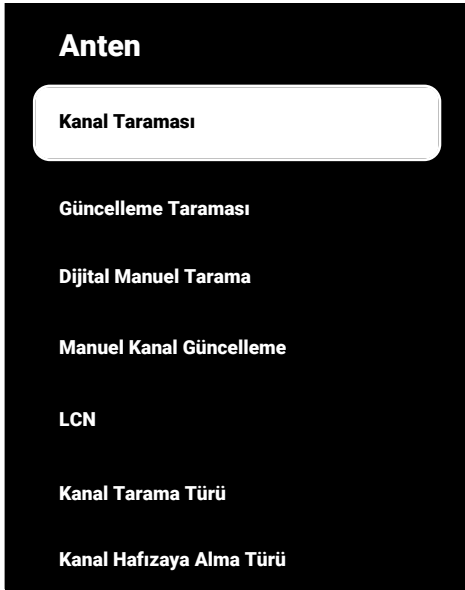 Anten
Kanal Taraması
Güncelleme Taraması
Dijital Manuel Tarama
Manuel Kanal Güncelleme
LCN
Kanal Tarama Türü
Kanal Hafızaya Alma Türü